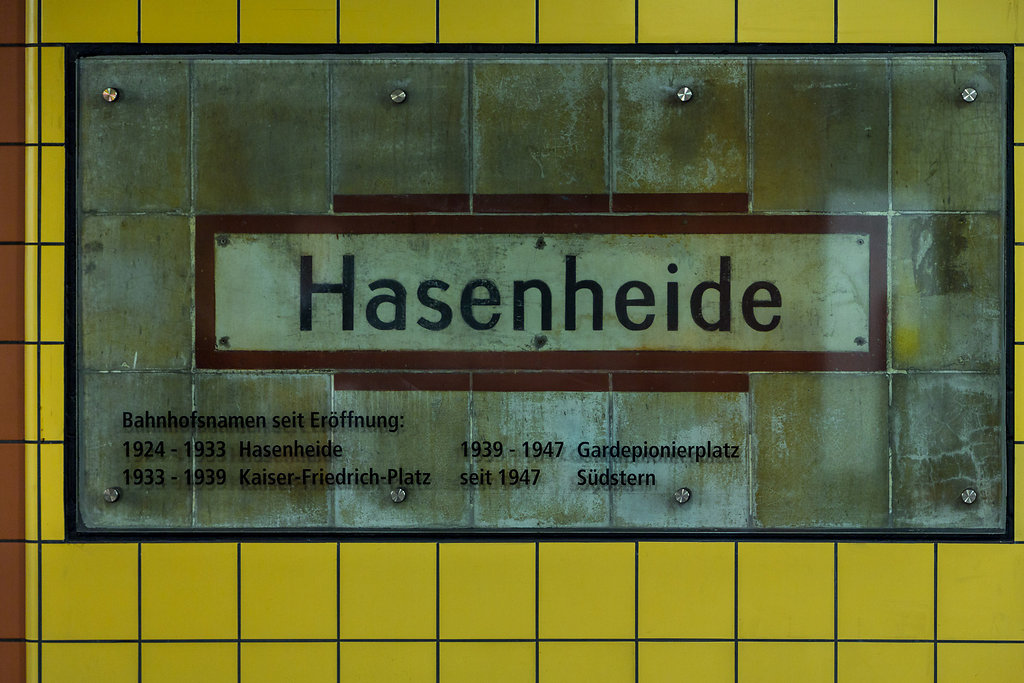 Hasenheide
Bahnhofsnamen seit Eröffnung:
1924 - 1933 Hasenheide 1939 - 1947 Gardepionierplatz
1933 - 1939 Kaiser-Friedrich-Platz seit 1947 Südstern